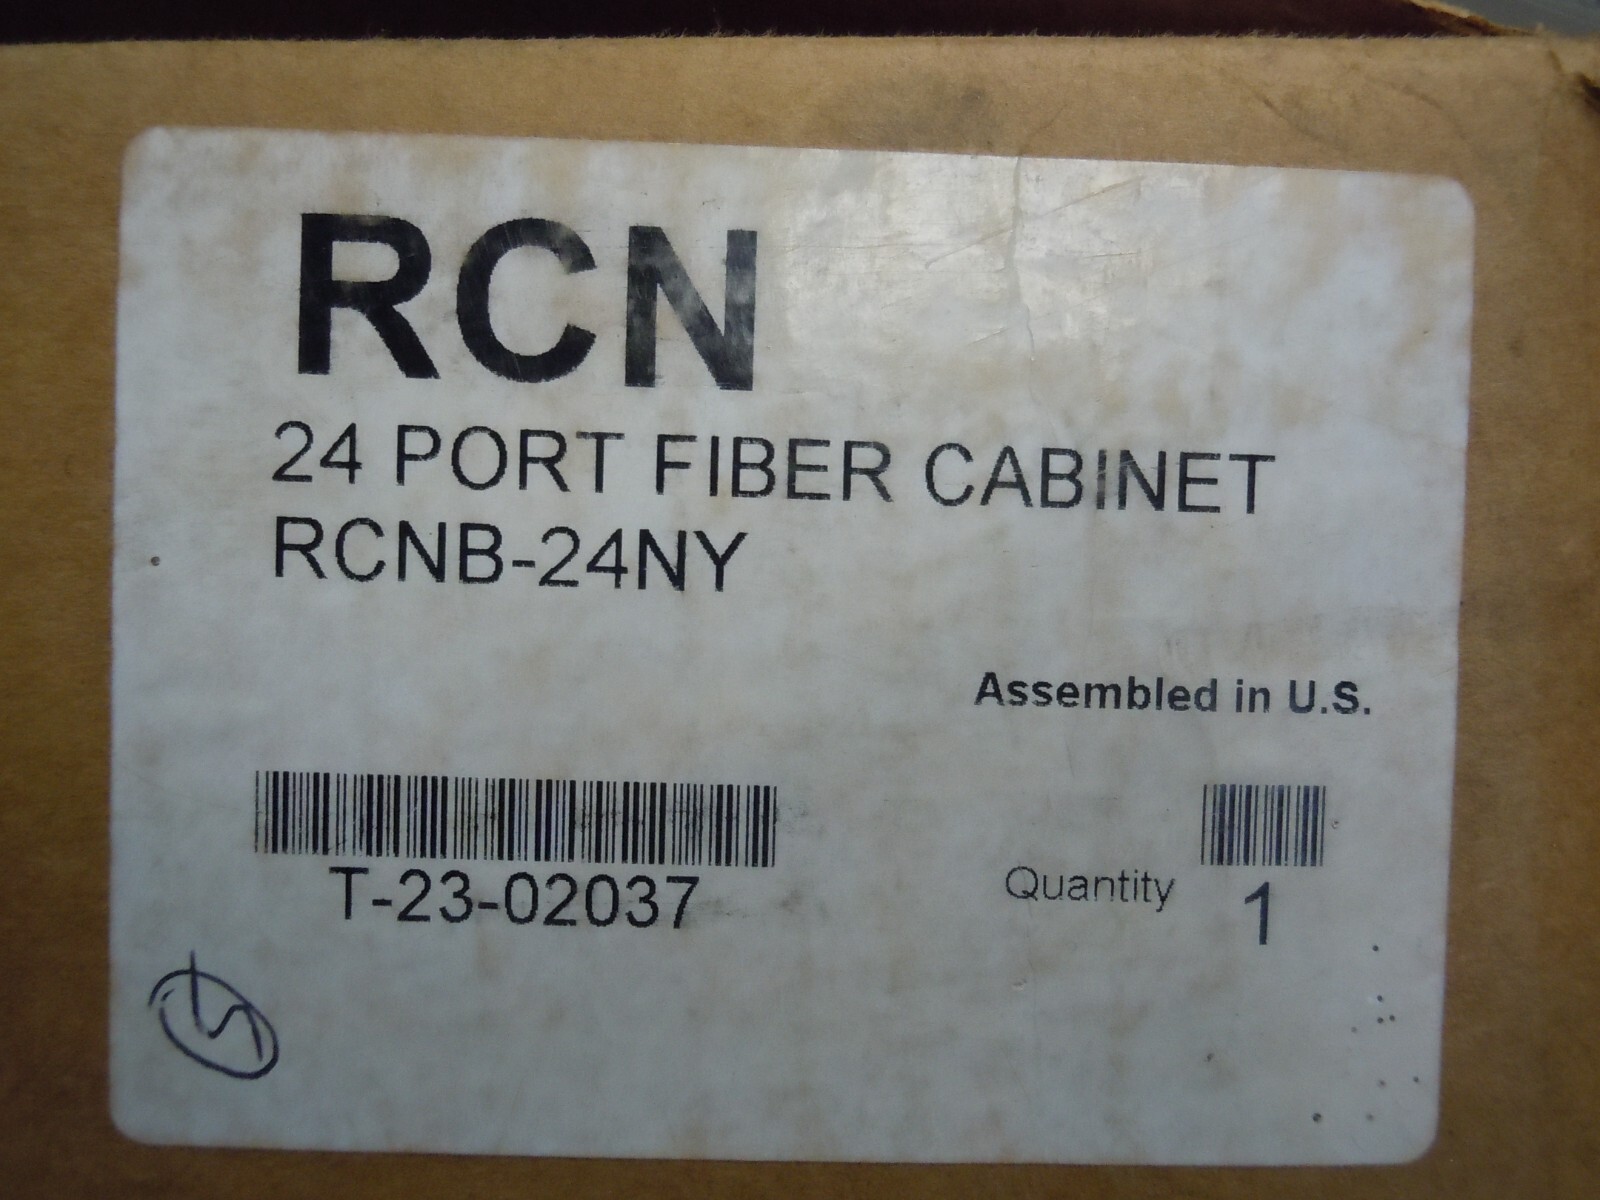 RCN
24 PORT FIBER CABINET
RCNB-24NY
Assembled in U.S.
T-23-02037
Quantity 1